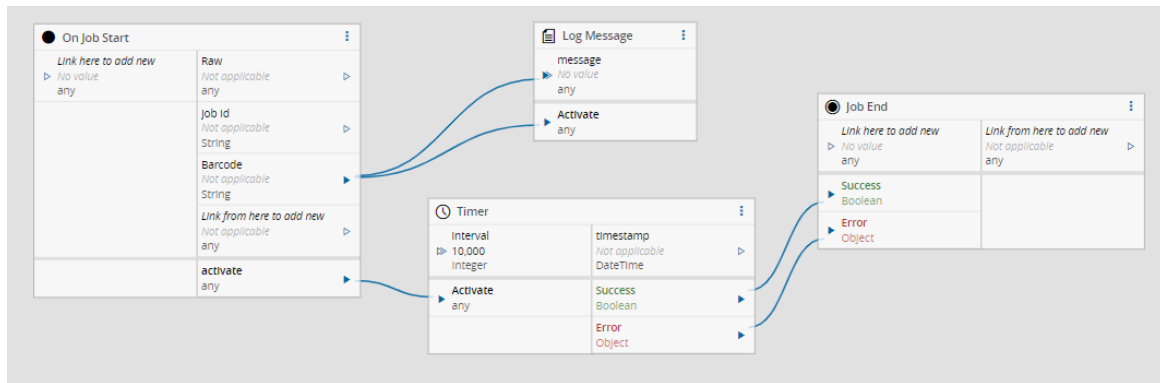 On Job Start
Link here to add new
No value
any
Raw
Not applicable
any
Job Id
Not applicable
String
Barcode
Not applicable
String
Link from here to add new
Not applicable
any
activate
any
Log Message
message
No value
any
Activate
any
Timer
Interval
10,000
Integer
timestamp
Not applicable
DateTime
Activate
any
Success
Boolean
Error
Object
Job End
Link here to add new
No value
any
Link from here to add new
Not applicable
any
Success
Boolean
Error
Object